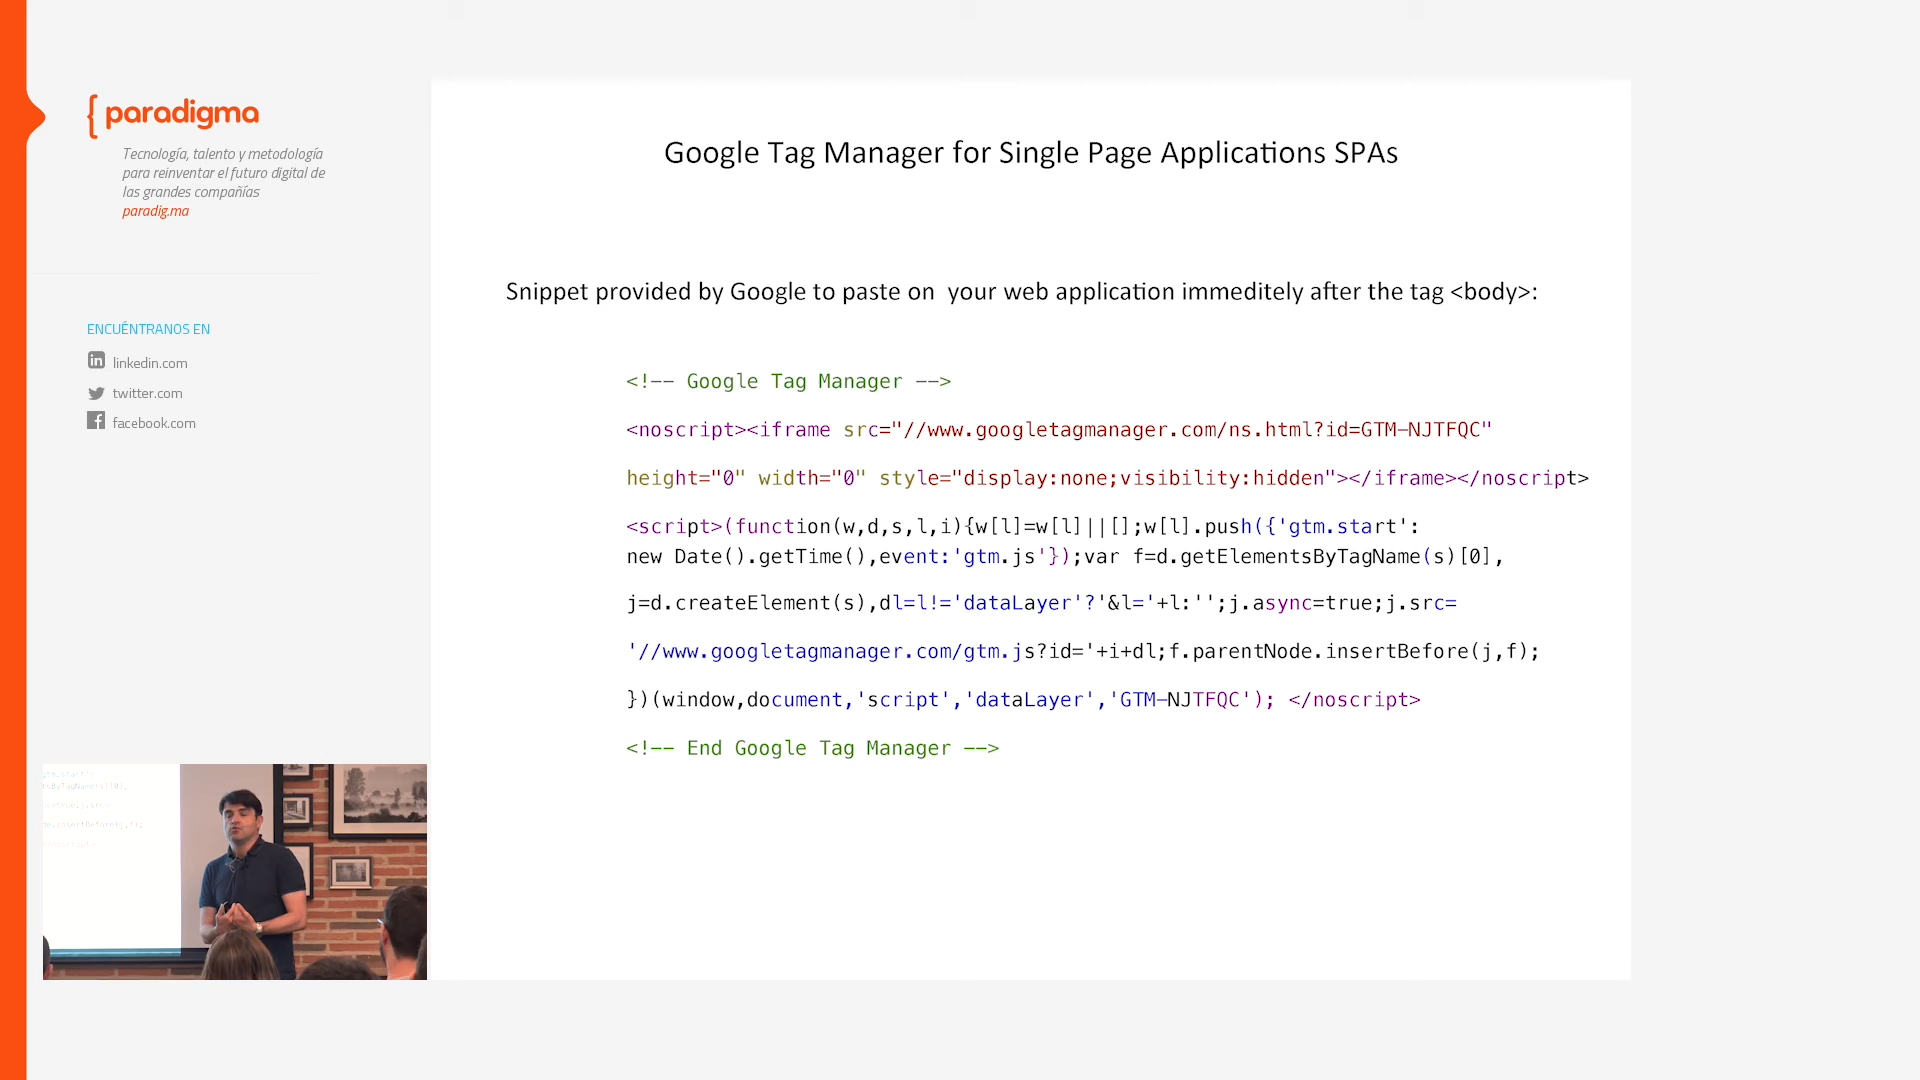 { paradigma
Tecnología, talento y metodología
para reinventar el futuro digital de
las grandes compañías
paradig.ma
ENCUÉNTRANOS EN
in linkedin.com
twitter.com
f facebook.com
Google Tag Manager for Single Page Applications SPAs
Snippet provided by Google to paste on  your web application immeditely after the tag <body>:
<!-- Google Tag Manager -->
<noscript><iframe src="//www.googletagmanager.com/ns.html?id=GTM-NJTFQC"
height="0" width="0" style="display:none;visibility:hidden"></iframe></noscript>
<script>(function(w,d,s,l,i){w[l]=w[l]||[];w[l].push({'gtm.start':
new Date().getTime(),event:'gtm.js'});var f=d.getElementsByTagName(s)[0],
j=d.createElement(s),dl=l!='dataLayer'?'&l='+l:'';j.async=true;j.src=
'//www.googletagmanager.com/gtm.js?id='+i+dl;f.parentNode.insertBefore(j,f);
})(window,document,'script','dataLayer','GTM-NJTFQC'); </noscript>
<!-- End Google Tag Manager -->